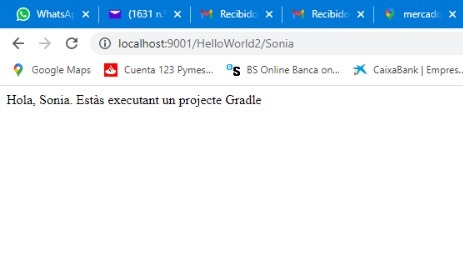 WhatsAp
(1631 n.
Recibido
Recibido
mercado
localhost:9001/HelloWorld2/Sonia
Google Maps
Cuenta 123 Pymes...
BS Online Banca on...
CaixaBank | Empres...
Hola, Sonia. Estàs executant un projecte Gradle